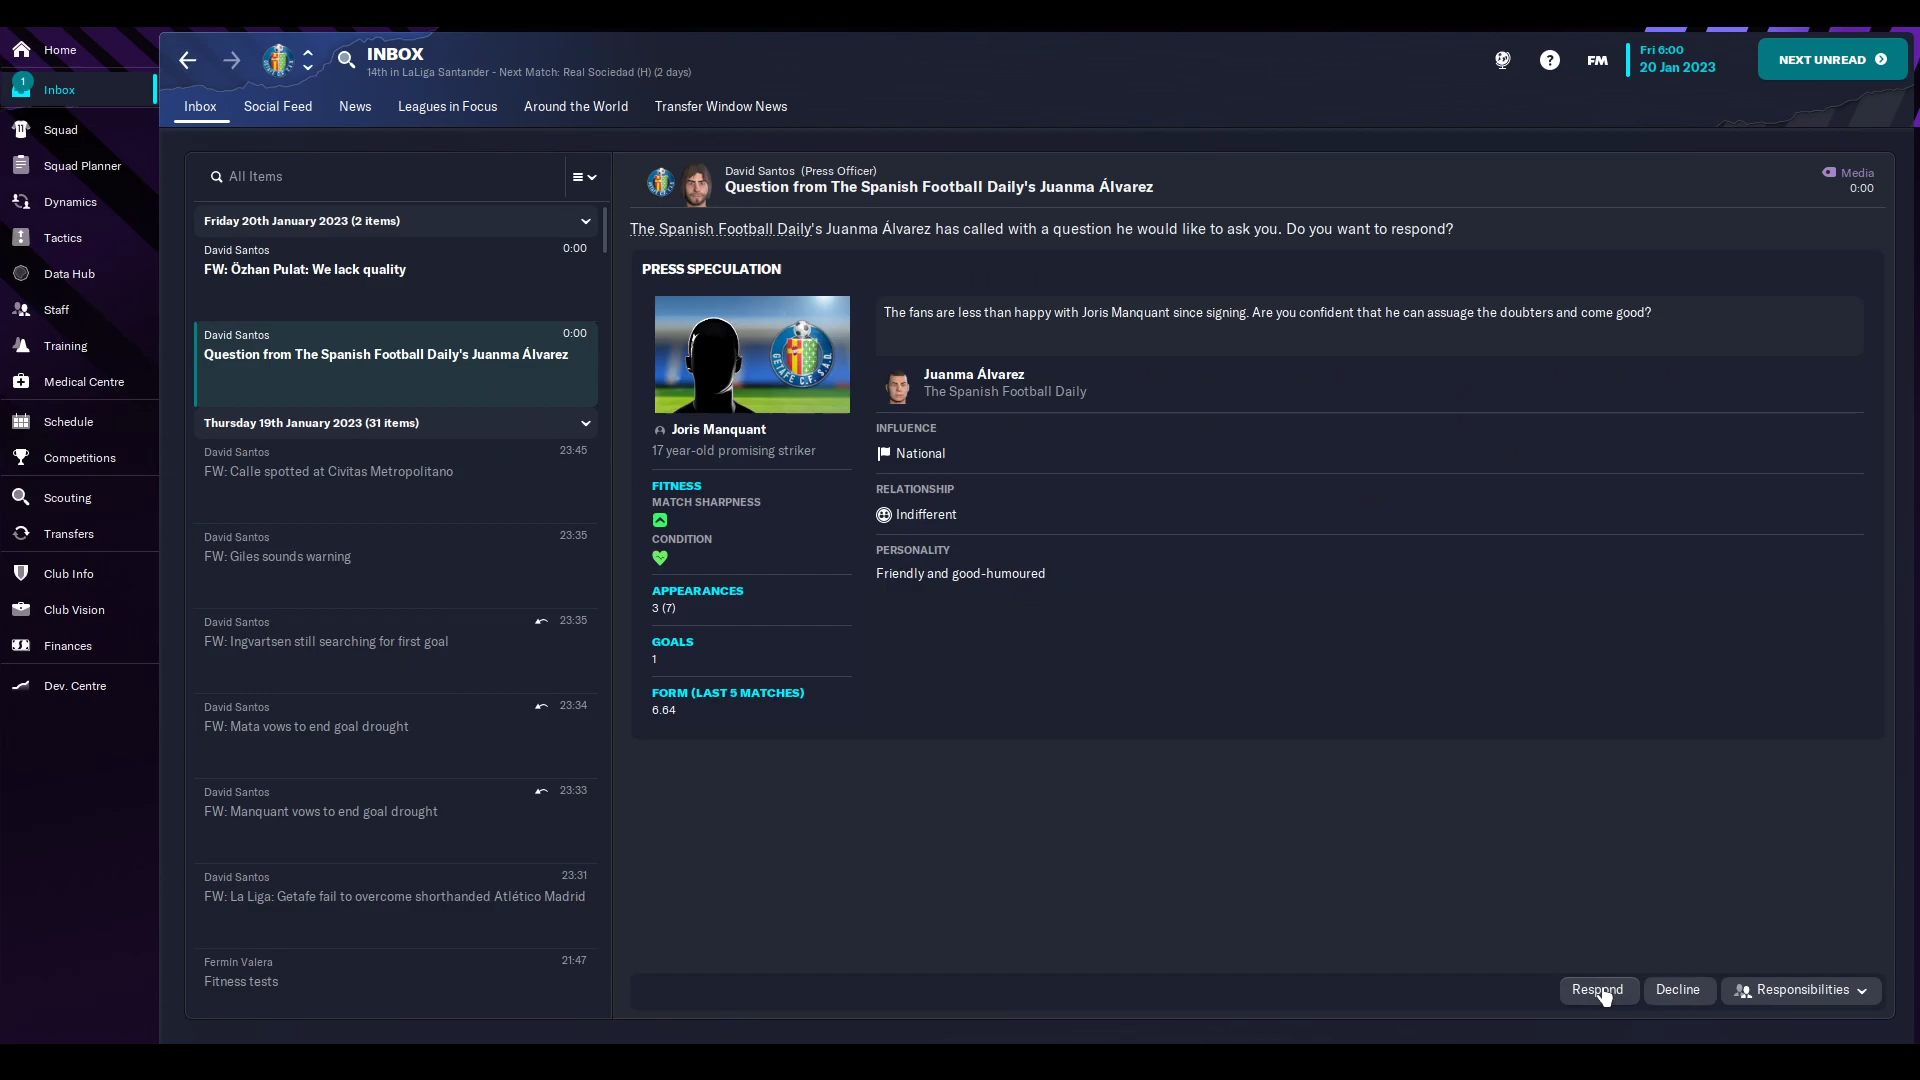 Home
1
Inbox
Squad
Squad Planner
Dynamics
Tactics
Data Hub
Staff
Training
Medical Centre
Schedule
Competitions
Scouting
Transfers
Club Info
Club Vision
Finances
Dev. Centre
INBOX
14th in LaLiga Santander - Next Match: Real Sociedad (H) (2 days)
?
FM
Fri 6:00
20 Jan 2023
NEXT UNREAD
Inbox
Social Feed
News
Leagues in Focus
Around the World
Transfer Window News
All Items
Friday 20th January 2023 (2 items)
David Santos
0:00
FW: Özhan Pulat: We lack quality
David Santos
0:00
Question from The Spanish Football Daily's Juanma Álvarez
Thursday 19th January 2023 (31 items)
David Santos
23:45
FW: Calle spotted at Civitas Metropolitano
David Santos
23:35
FW: Giles sounds warning
David Santos
23:35
FW: Ingvartsen still searching for first goal
David Santos
23:34
FW: Mata vows to end goal drought
David Santos
23:33
FW: Manquant vows to end goal drought
David Santos
23:31
FW: La Liga: Getafe fail to overcome shorthanded Atlético Madrid
Fermín Valera
21:47
Fitness tests
David Santos (Press Officer)
Question from The Spanish Football Daily's Juanma Álvarez
Media
0:00
The Spanish Football Daily's Juanma Álvarez has called with a question he would like to ask you. Do you want to respond?
PRESS SPECULATION
GETAFE C.F. S.A.D.
Joris Manquant
17 year-old promising striker
FITNESS
MATCH SHARPNESS
CONDITION
APPEARANCES
3 (7)
GOALS
1
FORM (LAST 5 MATCHES)
6.64
The fans are less than happy with Joris Manquant since signing. Are you confident that he can assuage the doubters and come good?
Juanma Álvarez
The Spanish Football Daily
INFLUENCE
National
RELATIONSHIP
Indifferent
PERSONALITY
Friendly and good-humoured
Respond
Decline
Responsibilities